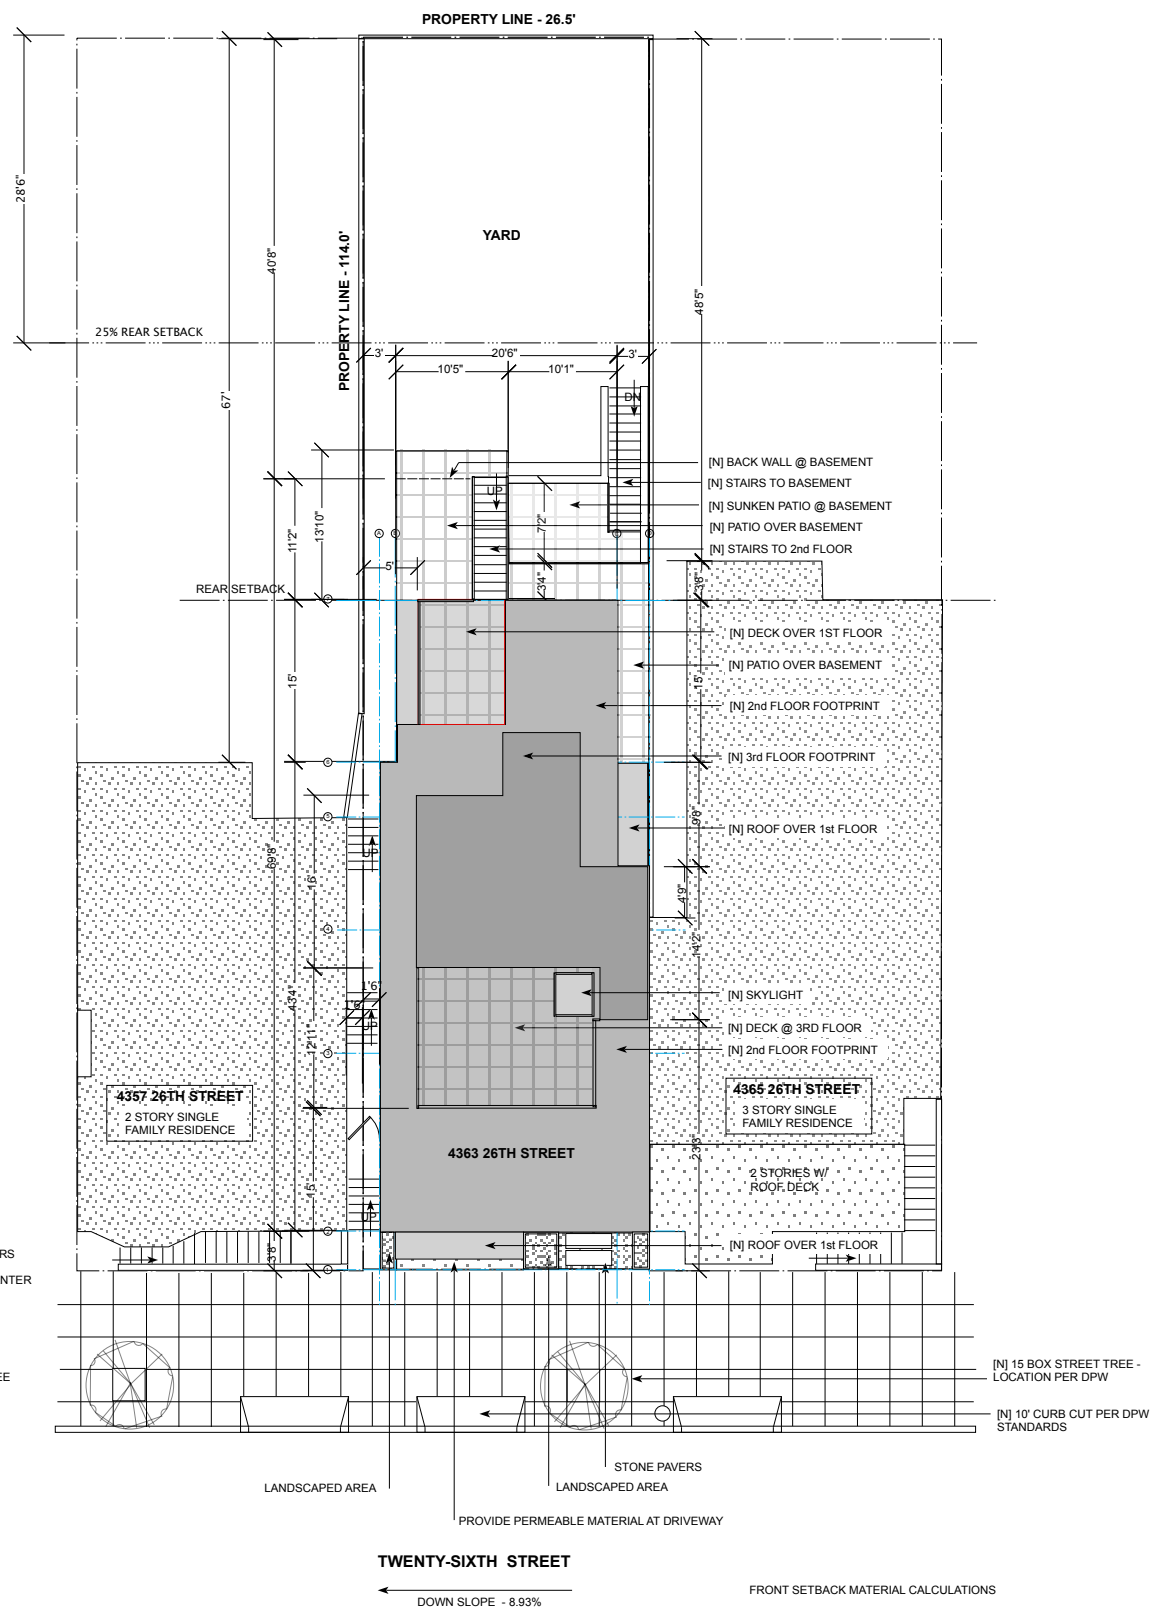 PROPERTY LINE - 26.5'
28'6"
40'8"
67'
PROPERTY LINE - 114.0'
YARD
48'5"
25% REAR SETBACK
3'
20'6"
3'
10'5"
10'1"
DN
[N] BACK WALL @ BASEMENT
[N] STAIRS TO BASEMENT
UP
[N] SUNKEN PATIO @ BASEMENT
7'2"
13'10"
11'2"
[N] PATIO OVER BASEMENT
[N] STAIRS TO 2nd FLOOR
5'
3'4"
3'8"
REAR SETBACK
[N] DECK OVER 1ST FLOOR
[N] PATIO OVER BASEMENT
15'
15'
[N] 2nd FLOOR FOOTPRINT
[N] 3rd FLOOR FOOTPRINT
9'8"
[N] ROOF OVER 1st FLOOR
UP
69'8"
16'
4'9"
14'2"
1'6"
[N] SKYLIGHT
1'6"
43'4"
UP
12'11"
[N] DECK @ 3RD FLOOR
[N] 2nd FLOOR FOOTPRINT
4357 26TH STREET
2 STORY SINGLE
FAMILY RESIDENCE
4365 26TH STREET
3 STORY SINGLE
FAMILY RESIDENCE
4363 26TH STREET
23'3"
2 STORIES W/
ROOF DECK
15'
UP
3'8"
[N] ROOF OVER 1st FLOOR
RS
NTER
EE
[N] 15 BOX STREET TREE -
LOCATION PER DPW
[N] 10' CURB CUT PER DPW
STANDARDS
STONE PAVERS
LANDSCAPED AREA
LANDSCAPED AREA
PROVIDE PERMEABLE MATERIAL AT DRIVEWAY
TWENTY-SIXTH STREET
DOWN SLOPE - 8.93%
FRONT SETBACK MATERIAL CALCULATIONS